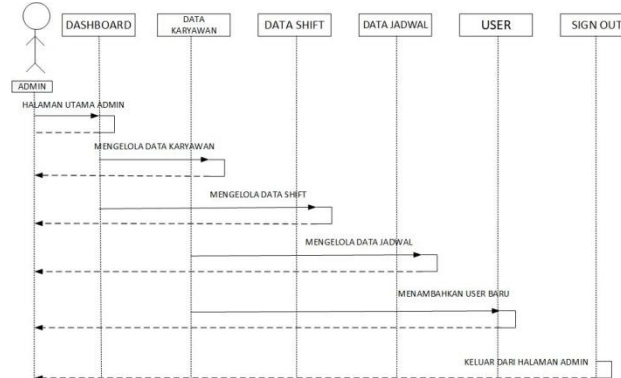 DASHBOARD
DATA
KARYAWAN
DATA SHIFT
DATA JADWAL
USER
SIGN OUT
ADMIN
HALAMAN UTAMA ADMIN
MENGELOLA DATA KARYAWAN
MENGELOLA DATA SHIFT
MENGELOLA DATA JADWAL
MENAMBAHKAN USER BARU
KELUAR DARI HALAMAN ADMIN